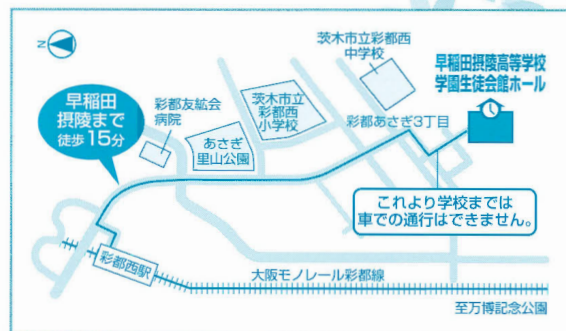 N
茨木市立彩都西
中学校
早稲田摂陵高等学校
学園生徒会館ホール
早稲田
摂陵まで
徒歩15分
彩都友紘会
病院
茨木市立
彩都西
小学校
あさぎ
里山公園
彩都あさぎ3丁目
これより学校までは
車での通行はできません。
彩都西駅
大阪モノレール彩都線
至万博記念公園